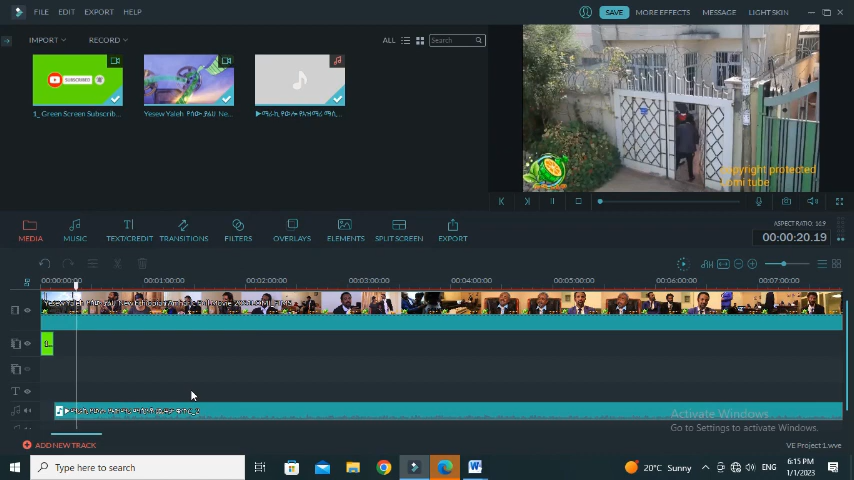 FILE EDIT EXPORT HELP
SAVE MORE EFFECTS MESSAGE LIGHT SKIN
IMPORT RECORD ALL Search
SUBSCRIBE
1_ Green Screen Subscrib...
copyright protected
comi tube
MEDIA MUSIC TEXT/CREDIT TRANSITIONS FILTERS OVERLAYS ELEMENTS SPLIT SCREEN EXPORT
ASPECT RATIO: 16:9
00:00:20.19
00:00:00:00 00:01:00:00 00:02:00:00 00:03:00:00 00:04:00:00 00:05:00:00 00:06:00:00 00:07:00:00
Activate Windows
Go to Settings to activate Windows.
ADD NEW TRACK VE Project 1.wve
Type here to search 20°C Sunny ENG 6:15 PM
1/1/2023